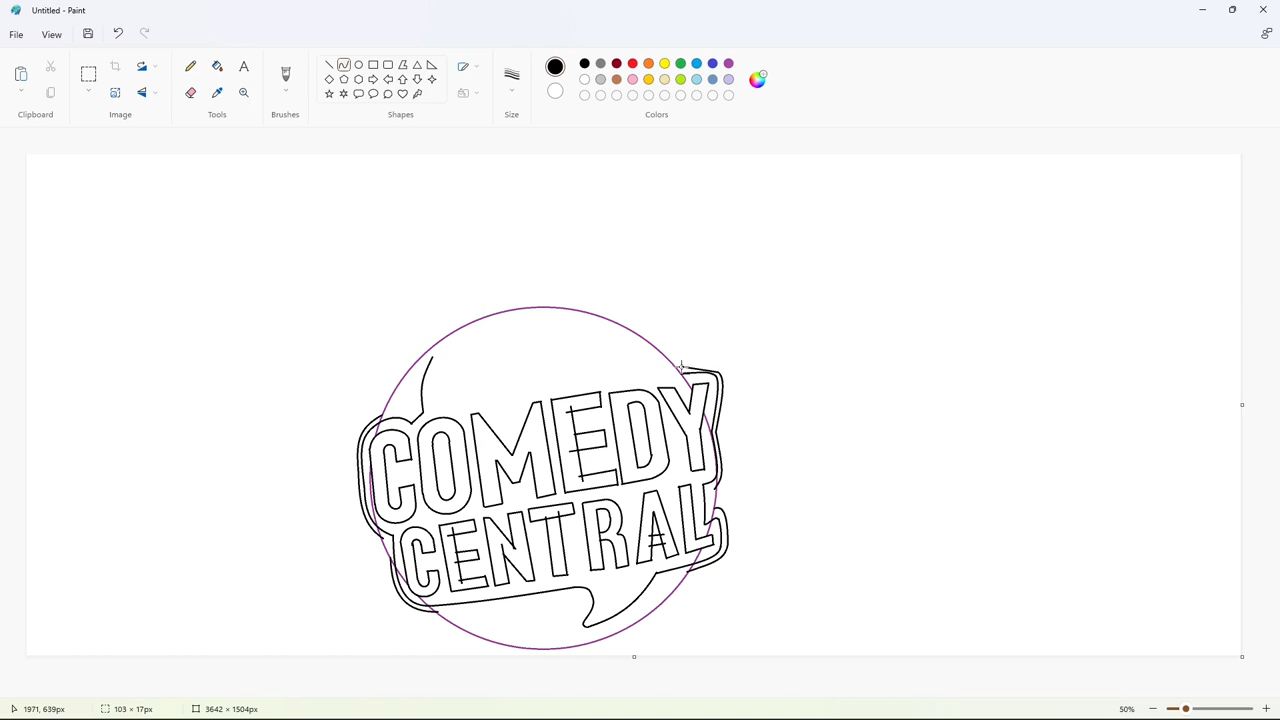 Untitled - Paint
File View
Clipboard Image Tools Brushes Shapes Size Colors
COMEDY
CENTRAL
1971, 639px 103 × 17px 3642 × 1504px 50%